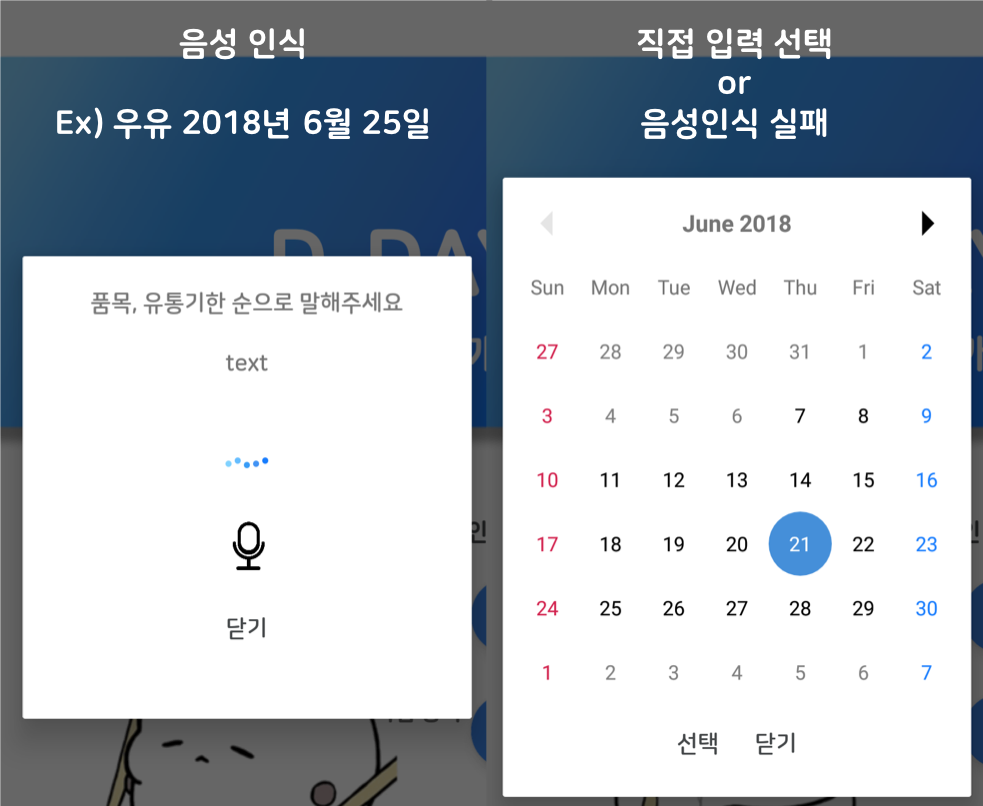 음성 인식
Ex) 우유 2018년 6월 25일
품목, 유통기한 순으로 말해주세요
text
닫기
직접 입력 선택
or
음성인식 실패
June 2018
Sun Mon Tue Wed Thu Fri Sat
27 28 29 30 31 1 2
3 4 5 6 7 8 9
10 11 12 13 14 15 16
17 18 19 20 21 22 23
24 25 26 27 28 29 30
1 2 3 4 5 6 7
선택 닫기